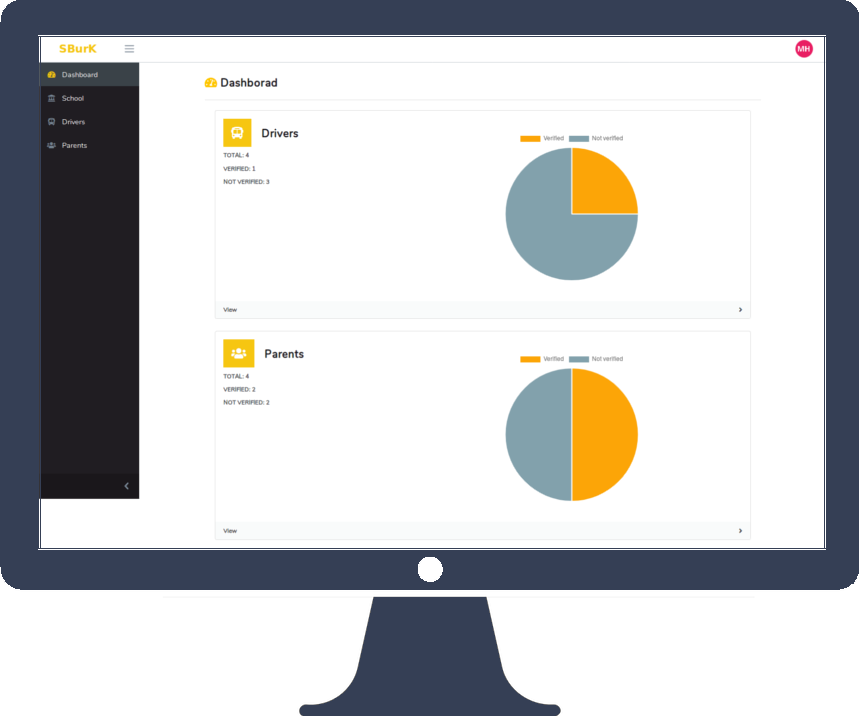 SBurK
MH
Dashboard
School
Drivers
Parents
Dashborad
Drivers
TOTAL: 4
VERIFIED: 1
NOT VERIFIED: 3
Verified
Not verified
View
Parents
TOTAL: 4
VERIFIED: 2
NOT VERIFIED: 2
Verified
Not verified
View